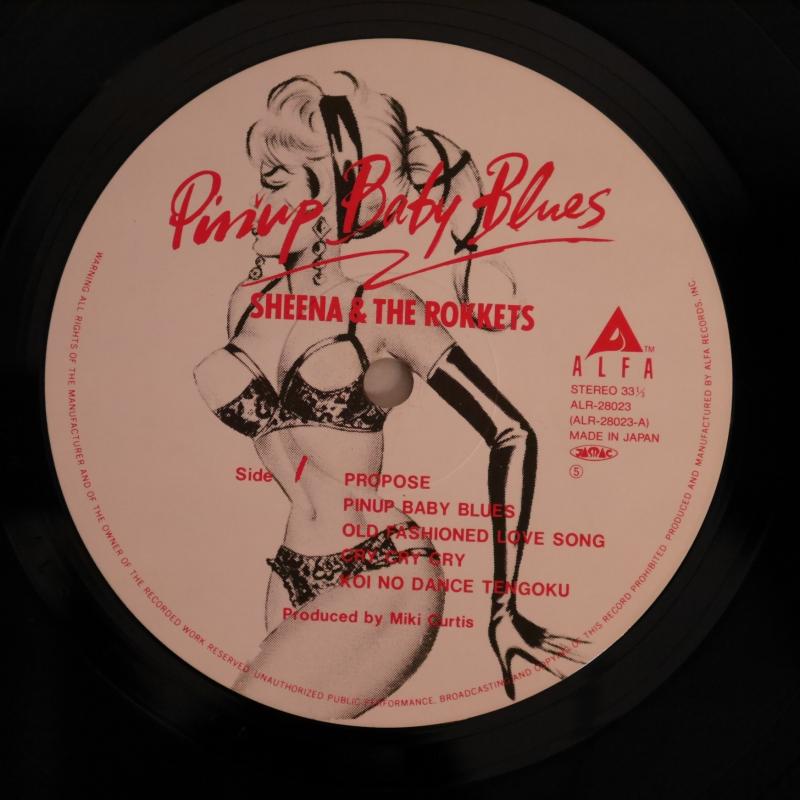 Pinup Baby Blues
SHEENA & THE ROKKETS
ALFA™
STEREO 33⅓
ALR-28023
(ALR-28023-A)
MADE IN JAPAN
JASRAC
⑤
Side 1
PROPOSE
PINUP BABY BLUES
OLD FASHIONED LOVE SONG
CRY CRY CRY
KOI NO DANCE TENGOKU
Produced by Miki Curtis
WARNING ALL RIGHTS OF THE MANUFACTURER AND OF THE OWNER OF THE RECORDED WORK RESERVED. UNAUTHORIZED PUBLIC PERFORMANCE, BROADCASTING AND COPYING OF THIS RECORD PROHIBITED. PRODUCED AND MANUFACTURED BY ALFA RECORDS, INC.